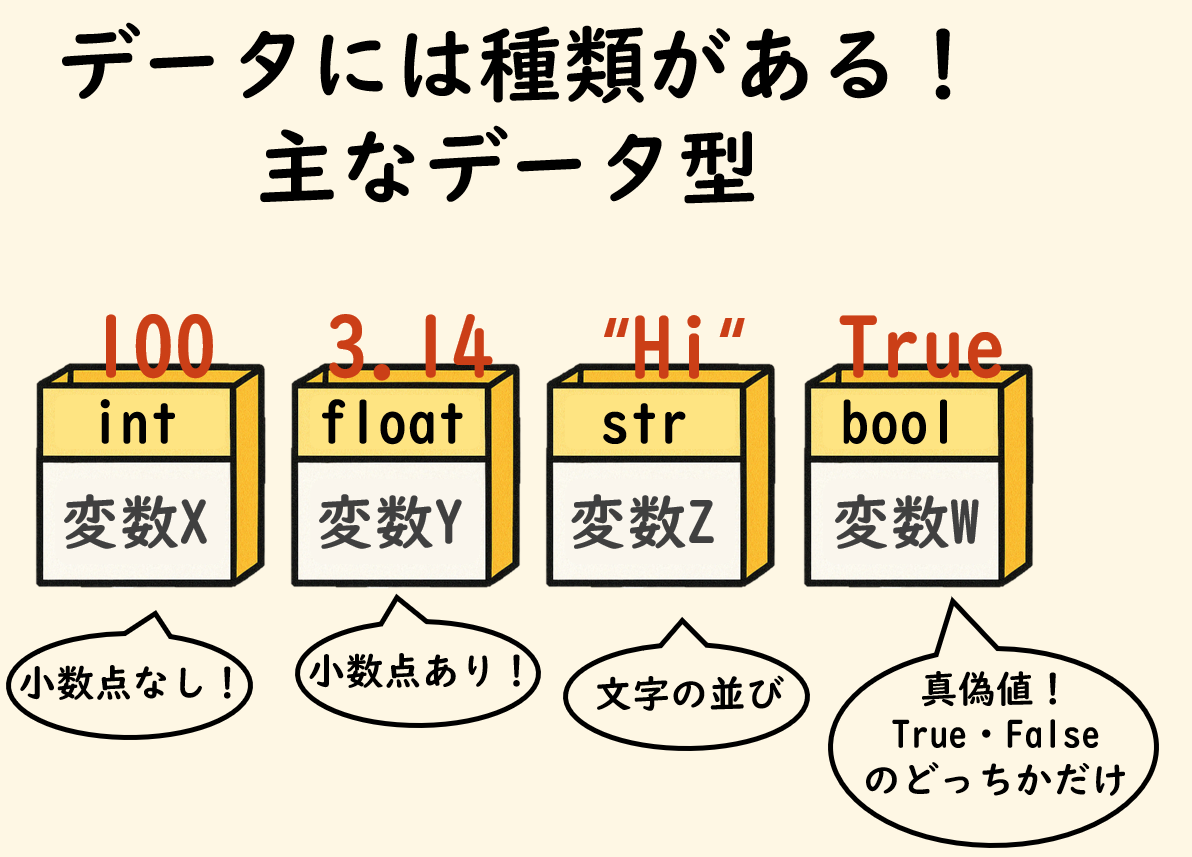 データには種類がある！
主なデータ型
100
3.14
“Hi“
True
int
float
str
bool
変数X
変数Y
変数Z
変数W
小数点なし！
小数点あり！
文字の並び
真偽値！
True・False
のどっちかだけ